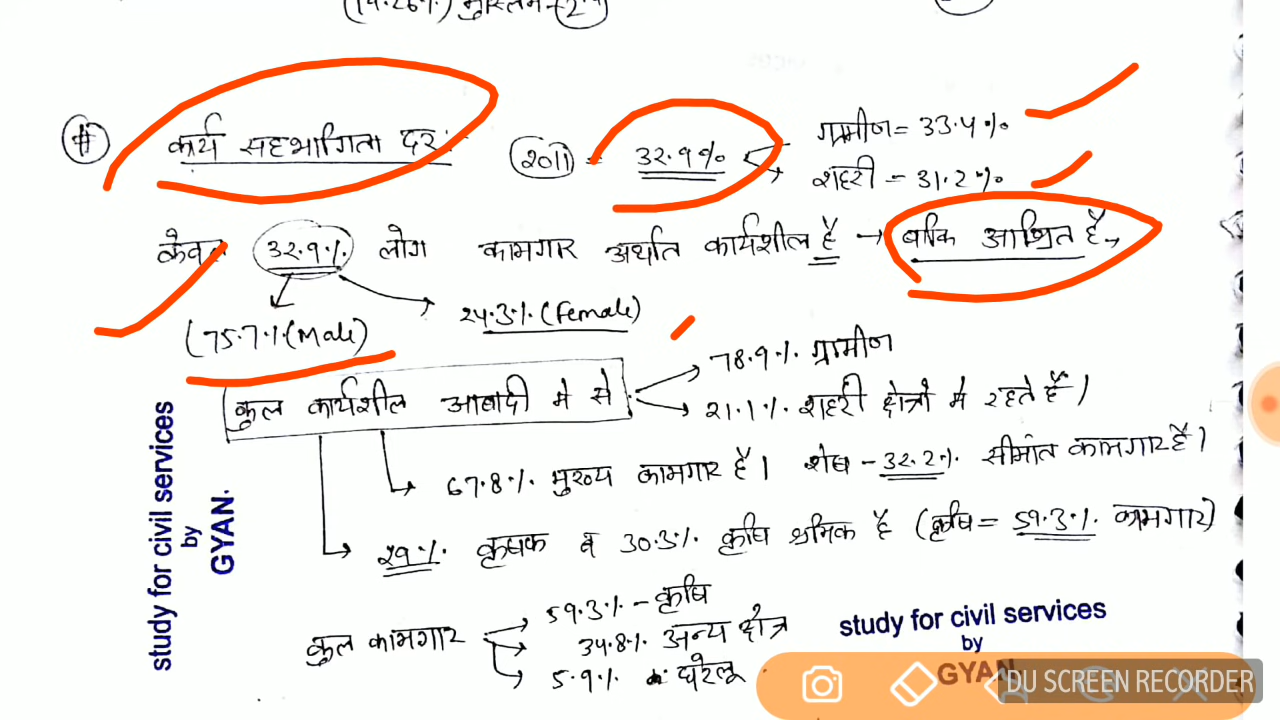 (14.26%) मुस्लिम - 2nd
# कार्य सहभागिता दर :- 2011 = 32.9% ग्रामीण = 33.4%
शहरी - 31.2%
केवल 32.9% लोग कामगार अर्थात कार्यशील है → बाकि आश्रित है →
(75.7% (Male) 24.3% (Female)
कुल कार्यशील आबादी मे से 78.9% ग्रामीण
21.1% शहरी क्षेत्रो मे रहते है।
67.8% मुख्य कामगार है। शेष - 32.2% सीमांत कामगार है।
29% कृषक व 30.3% कृषि श्रमिक है (कृषि = 59.3% कामगार)
कुल कामगार 59.3% - कृषि
34.8% अन्य क्षेत्र
5.9% घरेलू
study for civil services
by
GYAN.
study for civil services
by
GYAN
DU SCREEN RECORDER